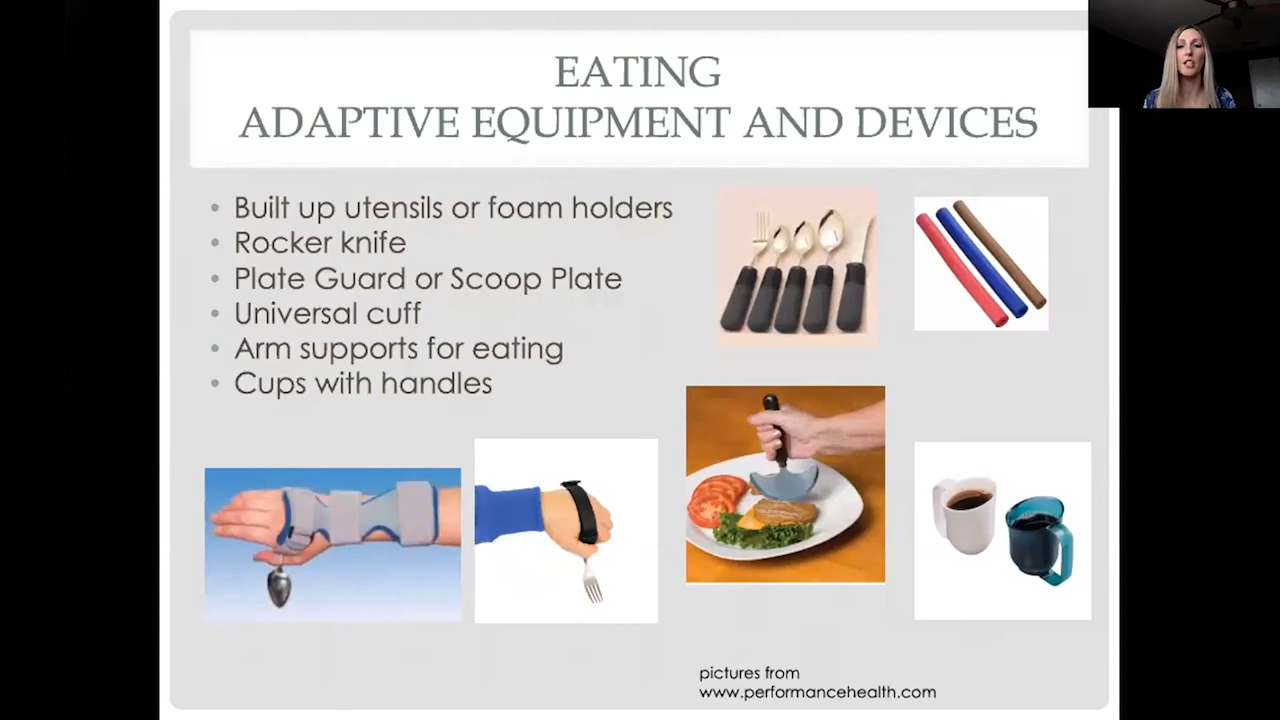 EATING
ADAPTIVE EQUIPMENT AND DEVICES
• Built up utensils or foam holders
• Rocker knife
• Plate Guard or Scoop Plate
• Universal cuff
• Arm supports for eating
• Cups with handles
pictures from
www.performancehealth.com